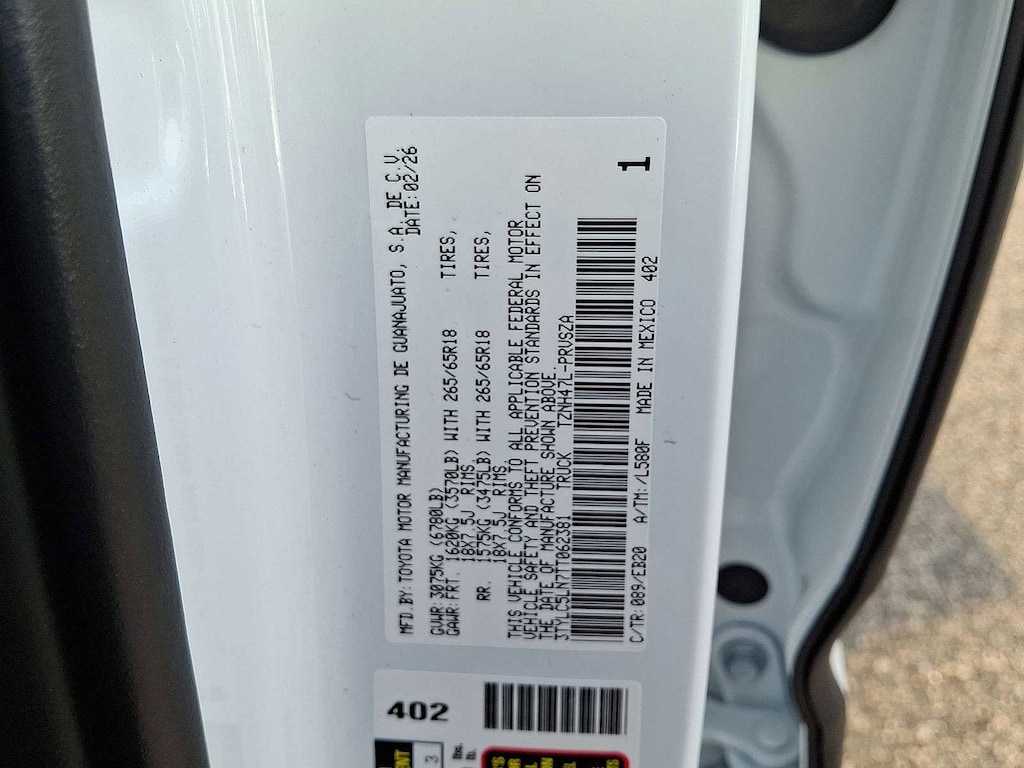 MFD.BY:TOYOTA MOTOR MANUFACTURING DE GUANAJUATO, S.A. DE C.V.
DATE:02/26
GVWR:3075KG (6780LB)
GAWR:FRT. 1620KG (3570LB) WITH 265/65R18 TIRES,
18X7.5J RIMS
RR. 1575KG (3475LB) WITH 265/65R18 TIRES,
18X7.5J RIMS
THIS VEHICLE CONFORMS TO ALL APPLICABLE FEDERAL MOTOR
VEHICLE SAFETY AND THEFT PREVENTION STANDARDS IN EFFECT ON
THE DATE OF MANUFACTURE SHOWN ABOVE.
3TYLC5LN7TT062381 TRUCK TZNH47L-PRVSZA
C/TR:089/EB20 A/TM:-/L580F MADE IN MEXICO 402
1
402
3
lbs.
lb.